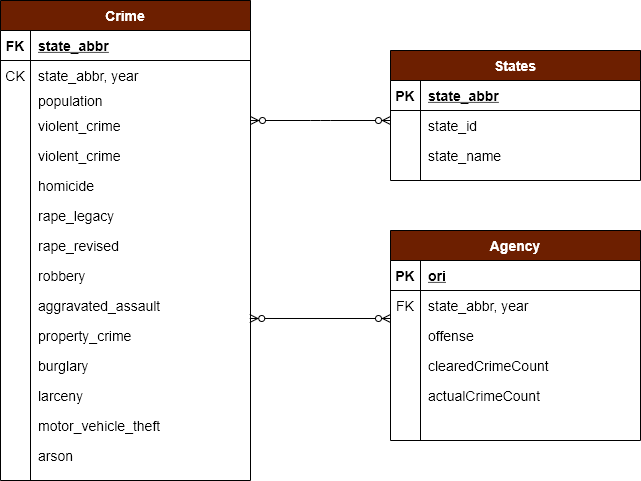 Crime
FK state_abbr
CK state_abbr, year
population
violent_crime
violent_crime
homicide
rape_legacy
rape_revised
robbery
aggravated_assault
property_crime
burglary
larceny
motor_vehicle_theft
arson
States
PK state_abbr
state_id
state_name
Agency
PK ori
FK state_abbr, year
offense
clearedCrimeCount
actualCrimeCount